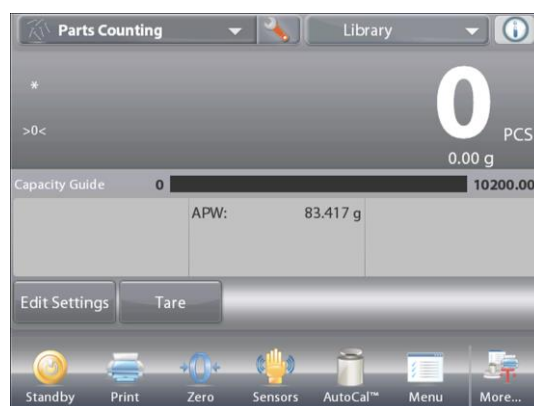 Parts Counting
Library
*
0
>0<
PCS
0.00 g
Capacity Guide 0 10200.00
APW: 83.417 g
Edit Settings Tare
Standby Print Zero Sensors AutoCal™ Menu More...